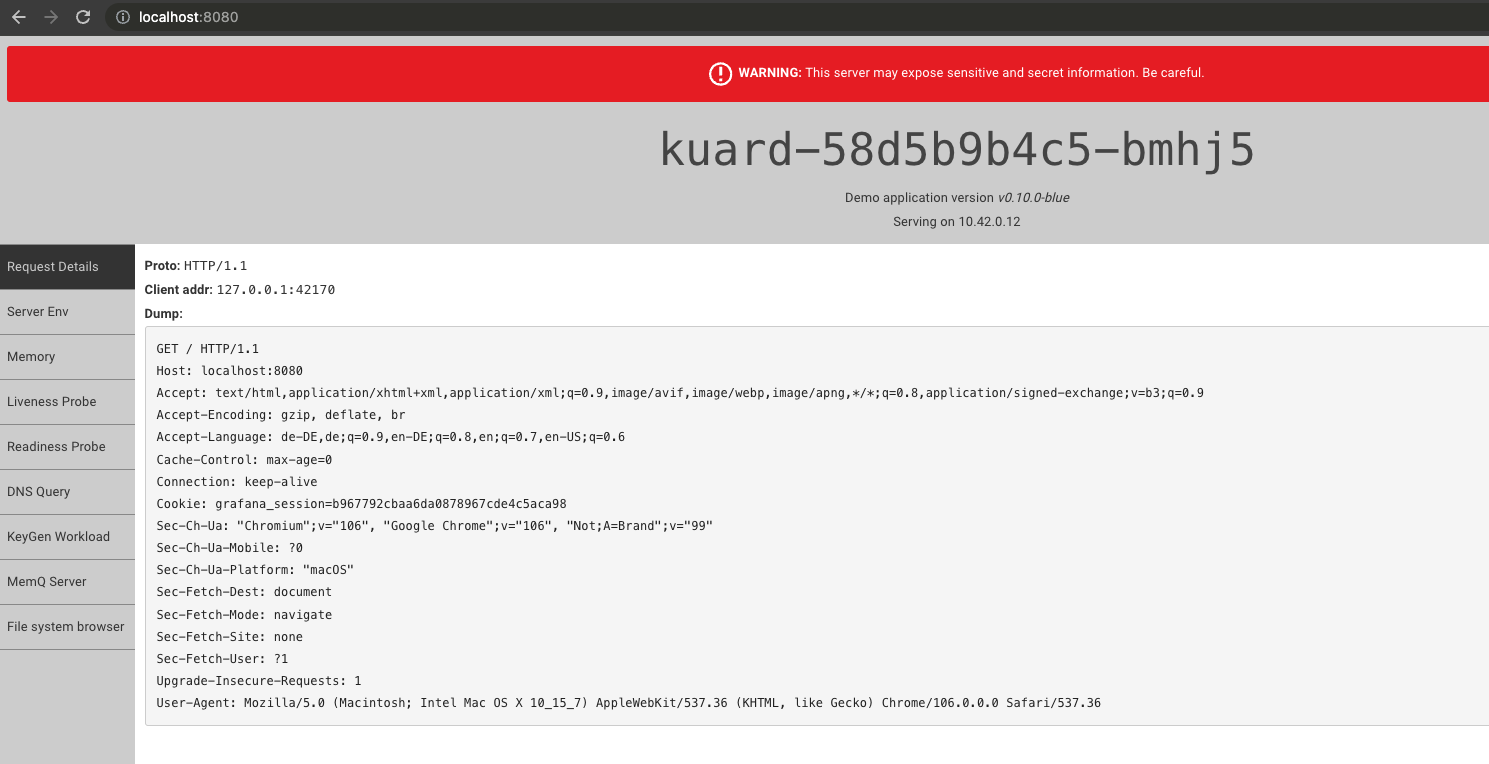 localhost:8080
WARNING: This server may expose sensitive and secret information. Be careful.
kuard-58d5b9b4c5-bmhj5
Demo application version v0.10.0-blue
Serving on 10.42.0.12
Request Details
Server Env
Memory
Liveness Probe
Readiness Probe
DNS Query
KeyGen Workload
MemQ Server
File system browser
Proto: HTTP/1.1
Client addr: 127.0.0.1:42170
Dump:
GET / HTTP/1.1
Host: localhost:8080
Accept: text/html,application/xhtml+xml,application/xml;q=0.9,image/avif,image/webp,image/apng,*/*;q=0.8,application/signed-exchange;v=b3;q=0.9
Accept-Encoding: gzip, deflate, br
Accept-Language: de-DE,de;q=0.9,en-DE;q=0.8,en;q=0.7,en-US;q=0.6
Cache-Control: max-age=0
Connection: keep-alive
Cookie: grafana_session=b967792cbaa6da0878967cde4c5aca98
Sec-Ch-Ua: "Chromium";v="106", "Google Chrome";v="106", "Not;A=Brand";v="99"
Sec-Ch-Ua-Mobile: ?0
Sec-Ch-Ua-Platform: "macOS"
Sec-Fetch-Dest: document
Sec-Fetch-Mode: navigate
Sec-Fetch-Site: none
Sec-Fetch-User: ?1
Upgrade-Insecure-Requests: 1
User-Agent: Mozilla/5.0 (Macintosh; Intel Mac OS X 10_15_7) AppleWebKit/537.36 (KHTML, like Gecko) Chrome/106.0.0.0 Safari/537.36